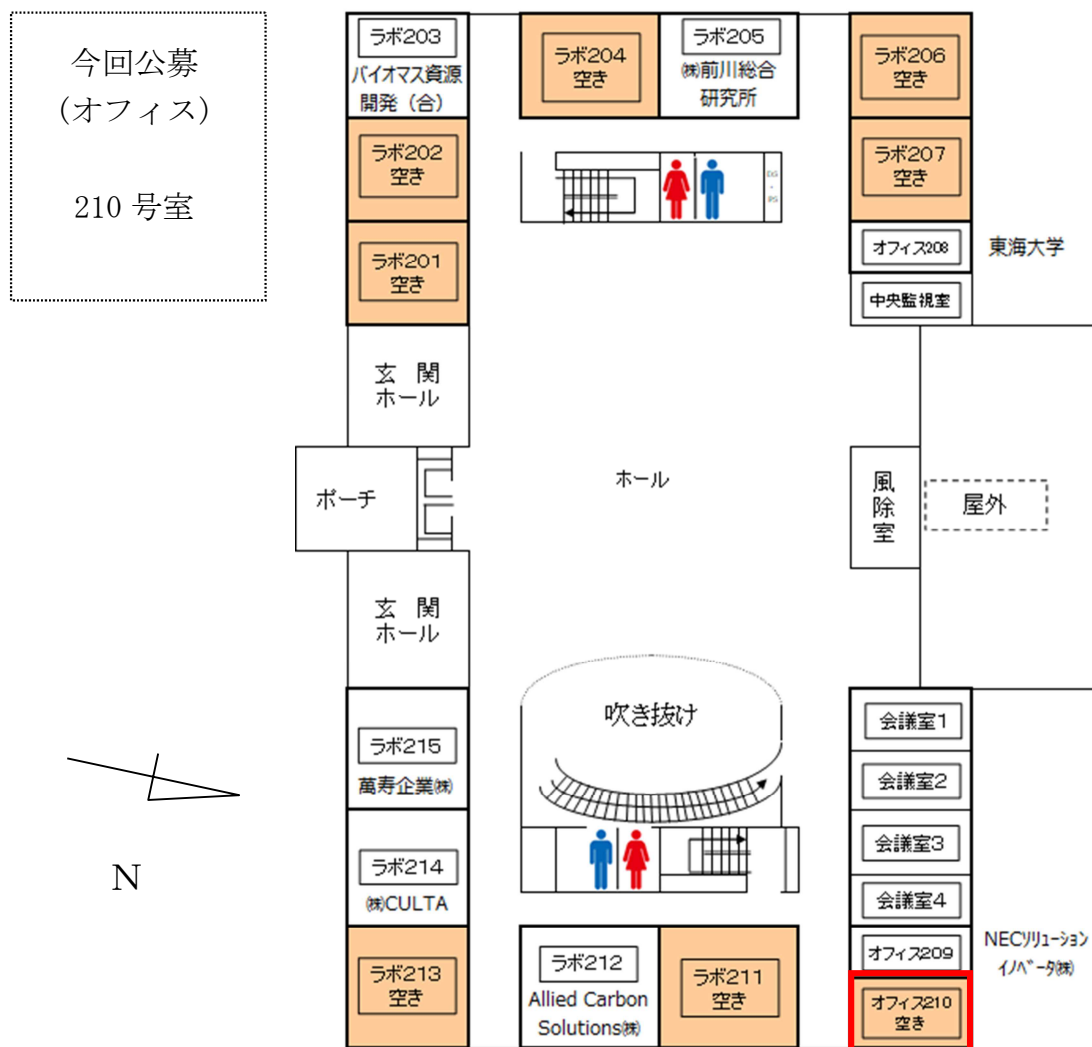 今回公募
(オフィス)
210 号室
ラボ203
バイオマス資源
開発（合）
ラボ204
空き
ラボ205
㈱前川総合
研究所
ラボ206
空き
ラボ202
空き
ラボ207
空き
ラボ201
空き
オフィス208
東海大学
中央監視室
玄 関
ホール
ポーチ
ホール
風
除
室
屋外
玄 関
ホール
吹き抜け
会議室1
ラボ215
萬寿企業㈱
会議室2
会議室3
ラボ214
㈱CULTA
会議室4
N
オフィス209
NECソリューション
イノベータ㈱
ラボ213
空き
ラボ212
Allied Carbon
Solutions㈱
ラボ211
空き
オフィス210
空き